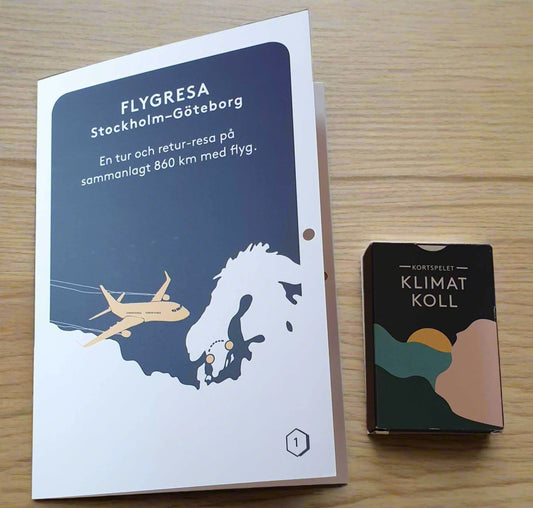 FLYGRESA
Stockholm–Göteborg
En tur och retur-resa på
sammanlagt 860 km med flyg.
1
KORTSPELET
KLIMAT
KOLL